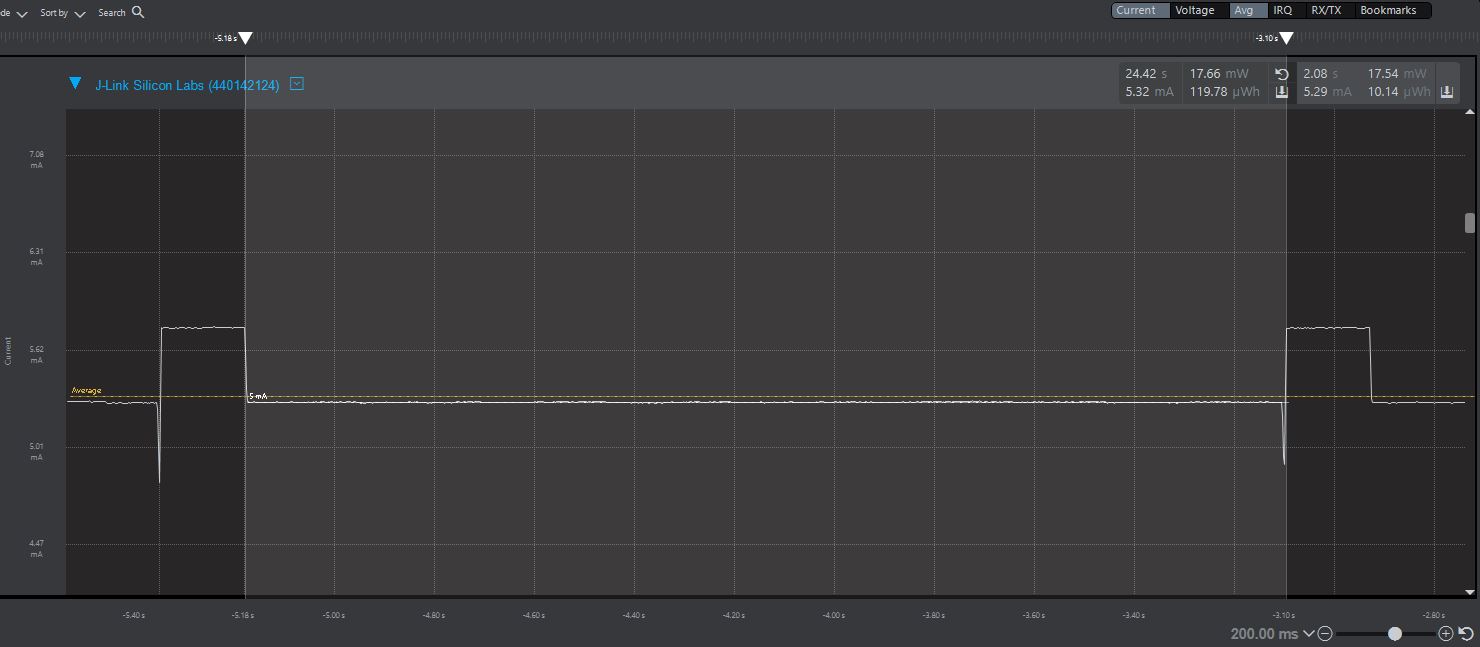 de Sort by Search Current Voltage Avg IRQ RX/TX Bookmarks
-5.18 s -3.10 s
J-Link Silicon Labs (440142124)
24.42 s 17.66 mW 2.08 s 17.54 mW
5.32 mA 119.78 µWh 5.29 mA 10.14 µWh
7.08
mA
6.31
mA
Current
5.62
mA
Average
5 mA
5.01
mA
4.47
mA
-5.40 s -5.18 s -5.00 s -4.80 s -4.60 s -4.40 s -4.20 s -4.00 s -3.80 s -3.60 s -3.40 s -3.10 s -2.80 s
200.00 ms